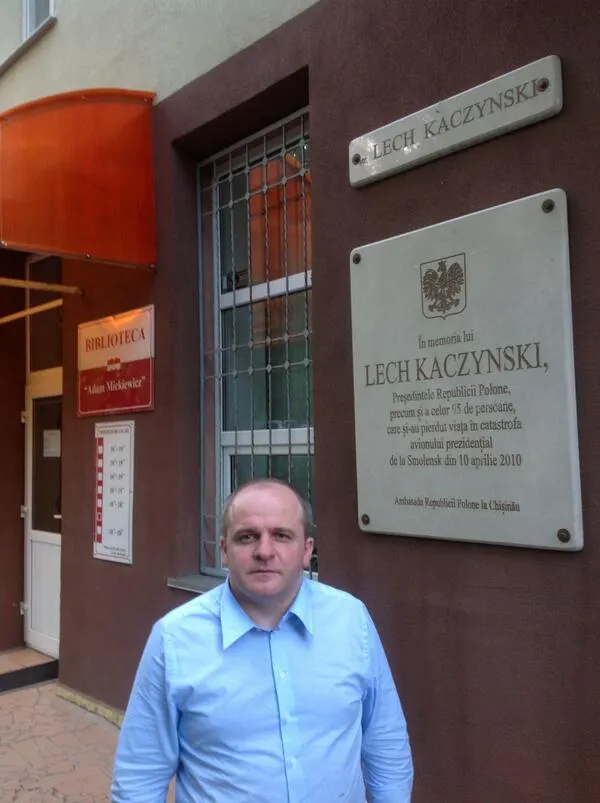 LECH KACZYNSKI
În memoria lui
LECH KACZYNSKI,
Președintele Republicii Polone,
precum și a celor 95 de persoane,
care și-au pierdut viața în catastrofa
avionului prezidențial
de la Smolensk din 10 aprilie 2010
Ambasada Republicii Polone la Chișinău
BIBLIOTECA
"Adam Mickiewicz"